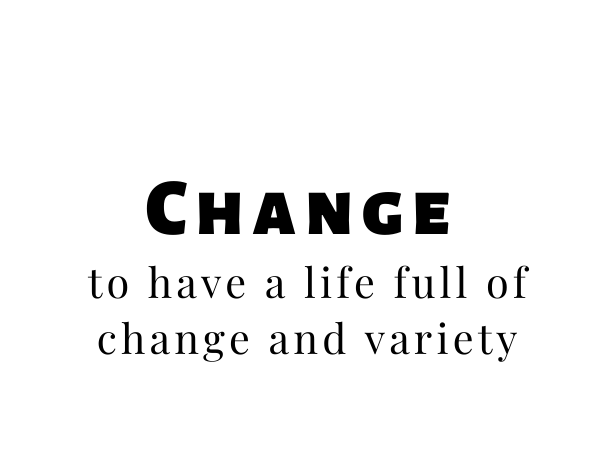 Change
to have a life full of
change and variety